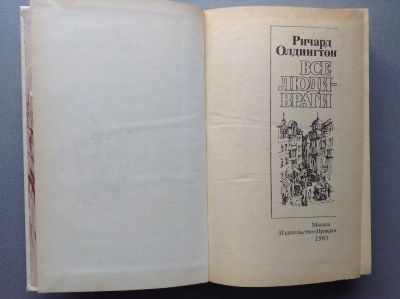 Ричард
Олдингтон
ВСЕ
ЛЮДИ-
ВРАГИ
Москва
Издательство «Правда»
1983